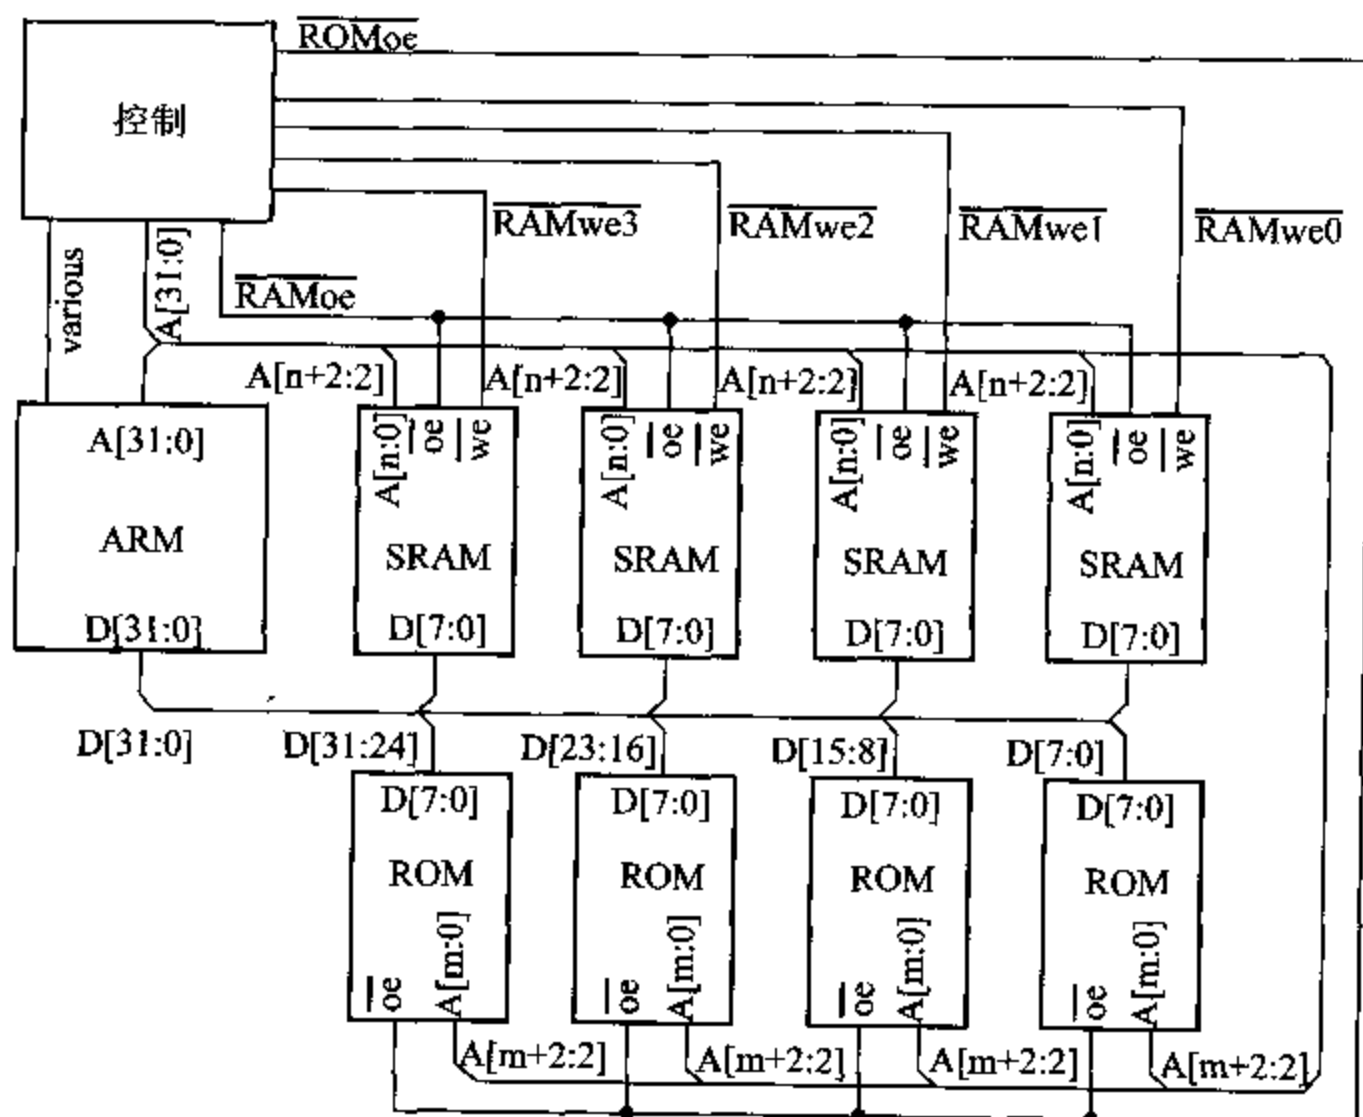 ROMoe
控制
RAMwe3 RAMwe2 RAMwe1 RAMwe0
various
A[31:0]
RAMoe
A[n+2:2] A[n+2:2] A[n+2:2] A[n+2:2]
A[31:0]
A[n:0] oe we A[n:0] oe we A[n:0] oe we A[n:0] oe we
ARM SRAM SRAM SRAM SRAM
D[31:0] D[7:0] D[7:0] D[7:0] D[7:0]
D[31:0] D[31:24] D[23:16] D[15:8] D[7:0]
D[7:0] D[7:0] D[7:0] D[7:0]
ROM ROM ROM ROM
oe A[m:0] oe A[m:0] oe A[m:0] oe A[m:0]
A[m+2:2] A[m+2:2] A[m+2:2] A[m+2:2]